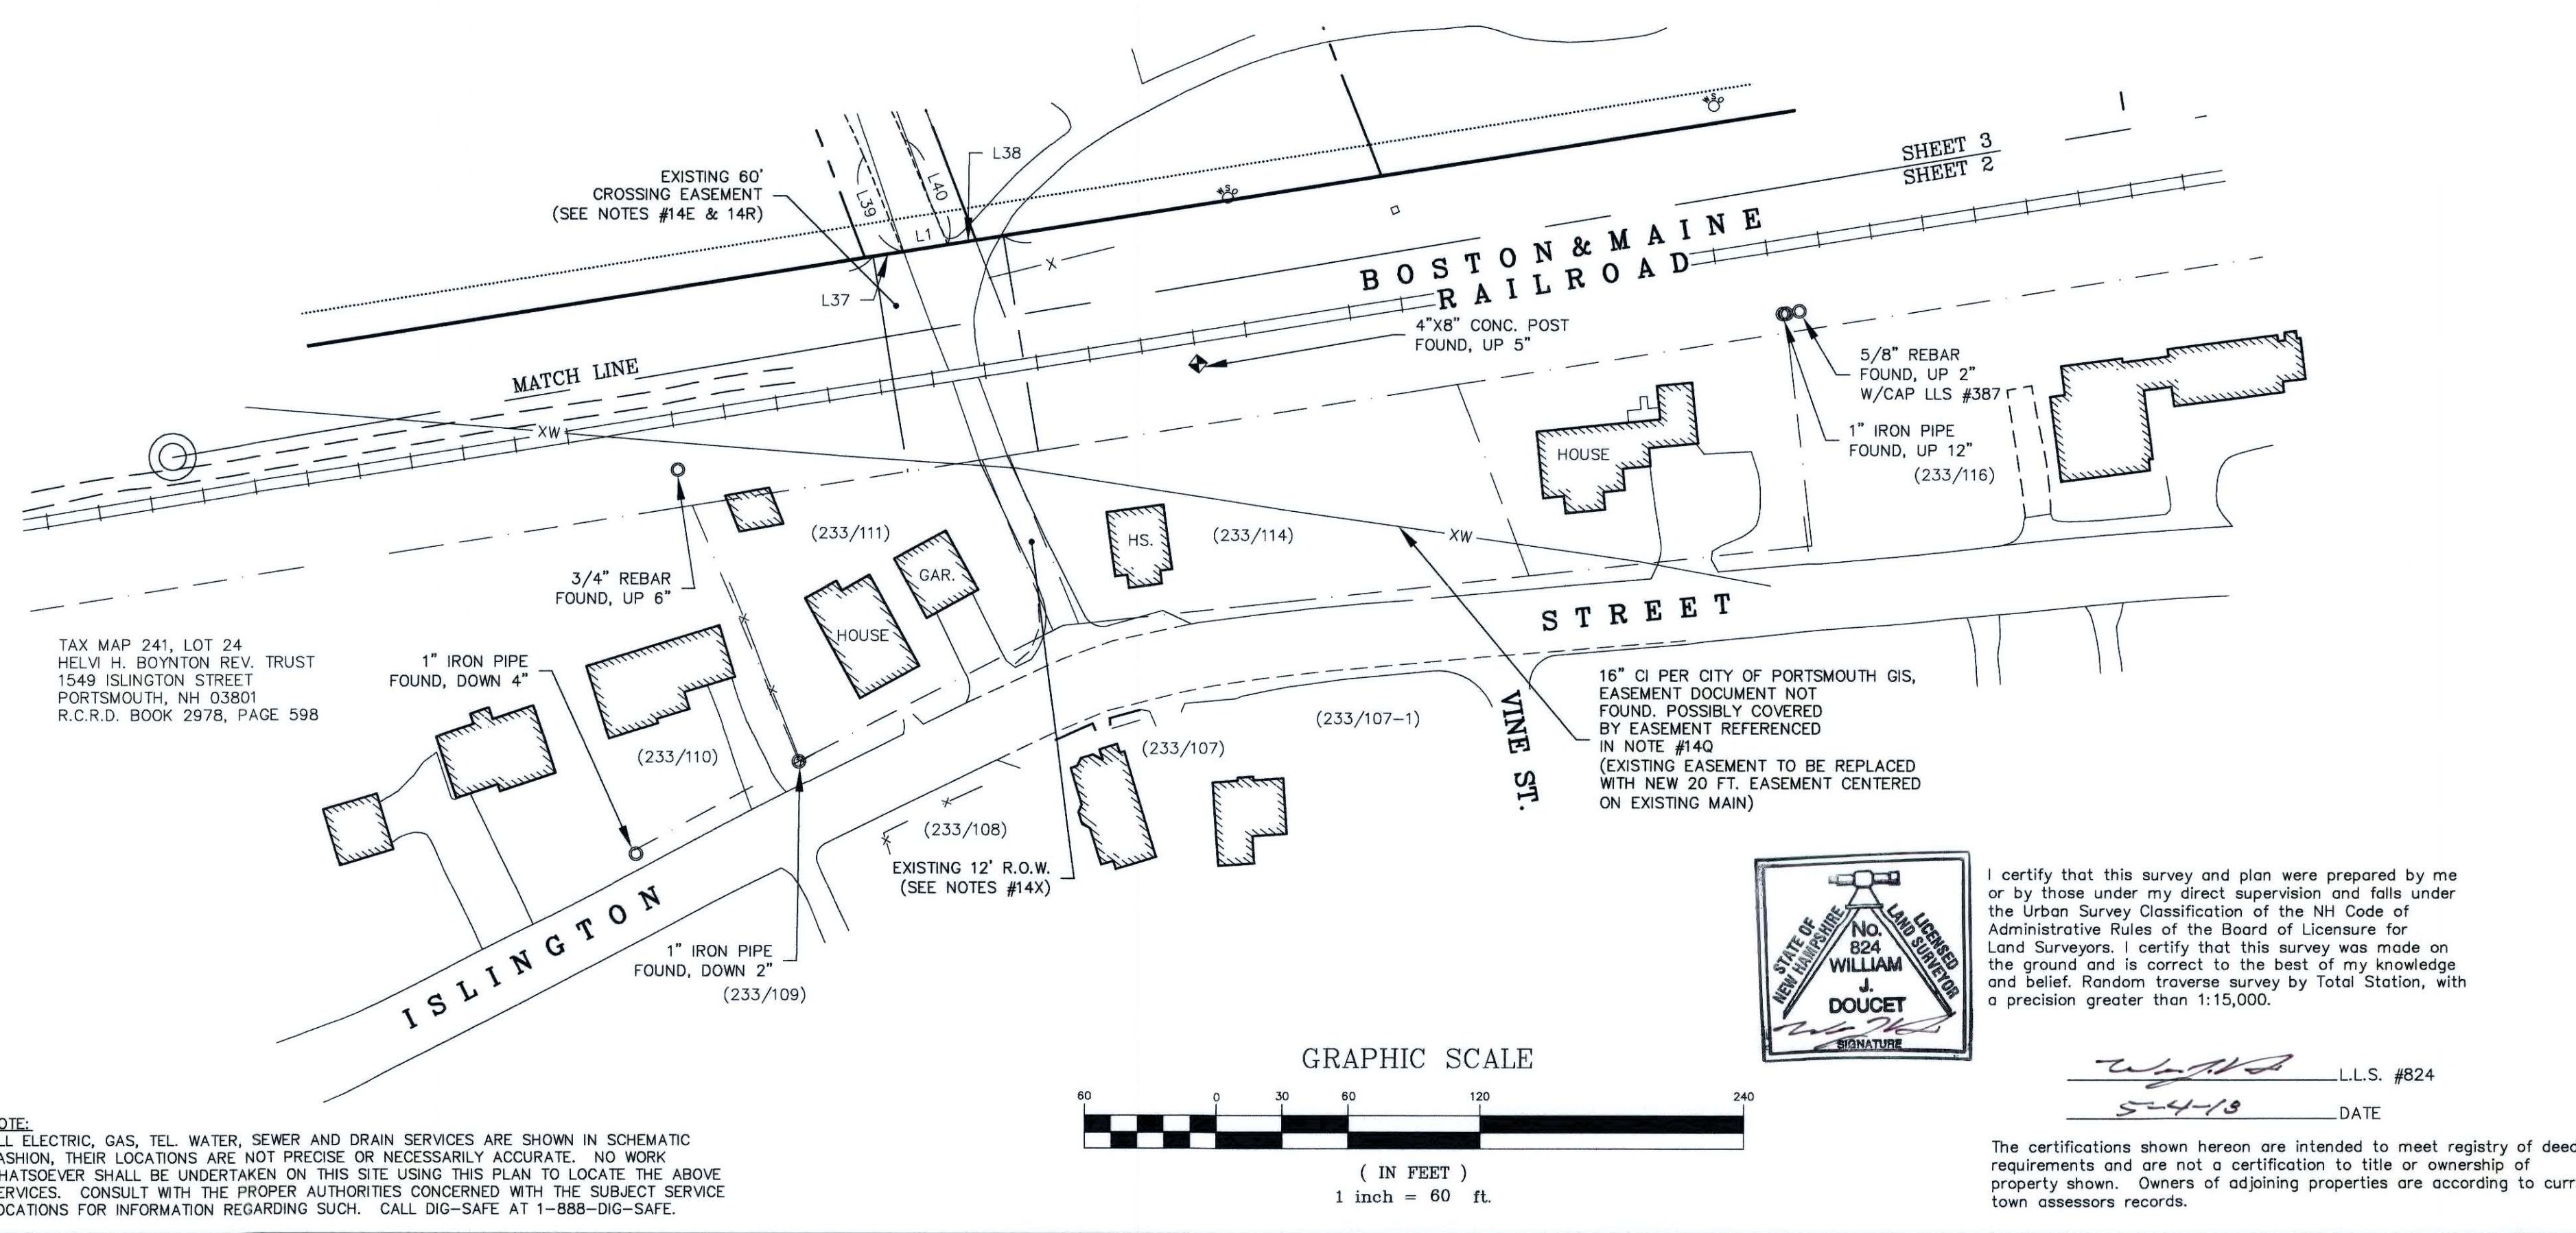 L38
EXISTING 60'
CROSSING EASEMENT
(SEE NOTES #14E & 14R)
L39
L40
L1
X
L37
SHEET 3
SHEET 2
BOSTON & MAINE
RAILROAD
MATCH LINE
4"X8" CONC. POST
FOUND, UP 5"
5/8" REBAR
FOUND, UP 2"
W/CAP LLS #387
1" IRON PIPE
FOUND, UP 12"
(233/116)
XW
HOUSE
(233/111)
HS.
(233/114)
XW
GAR.
3/4" REBAR
FOUND, UP 6"
HOUSE
STREET
TAX MAP 241, LOT 24
HELVI H. BOYNTON REV. TRUST
1549 ISLINGTON STREET
PORTSMOUTH, NH 03801
R.C.R.D. BOOK 2978, PAGE 598
1" IRON PIPE
FOUND, DOWN 4"
16" CI PER CITY OF PORTSMOUTH GIS,
EASEMENT DOCUMENT NOT
FOUND. POSSIBLY COVERED
BY EASEMENT REFERENCED
IN NOTE #14Q
(EXISTING EASEMENT TO BE REPLACED
WITH NEW 20 FT. EASEMENT CENTERED
ON EXISTING MAIN)
VINE ST.
(233/107-1)
(233/107)
(233/110)
(233/108)
EXISTING 12' R.O.W.
(SEE NOTES #14X)
ISLINGTON
1" IRON PIPE
FOUND, DOWN 2"
(233/109)
STATE OF
NEW HAMPSHIRE
LICENSED
LAND SURVEYOR
No.
824
WILLIAM
J.
DOUCET
SIGNATURE
I certify that this survey and plan were prepared by me
or by those under my direct supervision and falls under
the Urban Survey Classification of the NH Code of
Administrative Rules of the Board of Licensure for
Land Surveyors. I certify that this survey was made on
the ground and is correct to the best of my knowledge
and belief. Random traverse survey by Total Station, with
a precision greater than 1:15,000.
L.L.S. #824
5-4-13 DATE
The certifications shown hereon are intended to meet registry of deed
requirements and are not a certification to title or ownership of
property shown. Owners of adjoining properties are according to curr
town assessors records.
GRAPHIC SCALE
60 0 30 60 120 240
( IN FEET )
1 inch = 60 ft.
OTE:
LL ELECTRIC, GAS, TEL. WATER, SEWER AND DRAIN SERVICES ARE SHOWN IN SCHEMATIC
ASHION, THEIR LOCATIONS ARE NOT PRECISE OR NECESSARILY ACCURATE. NO WORK
HATSOEVER SHALL BE UNDERTAKEN ON THIS SITE USING THIS PLAN TO LOCATE THE ABOVE
ERVICES. CONSULT WITH THE PROPER AUTHORITIES CONCERNED WITH THE SUBJECT SERVICE
OCATIONS FOR INFORMATION REGARDING SUCH. CALL DIG-SAFE AT 1-888-DIG-SAFE.